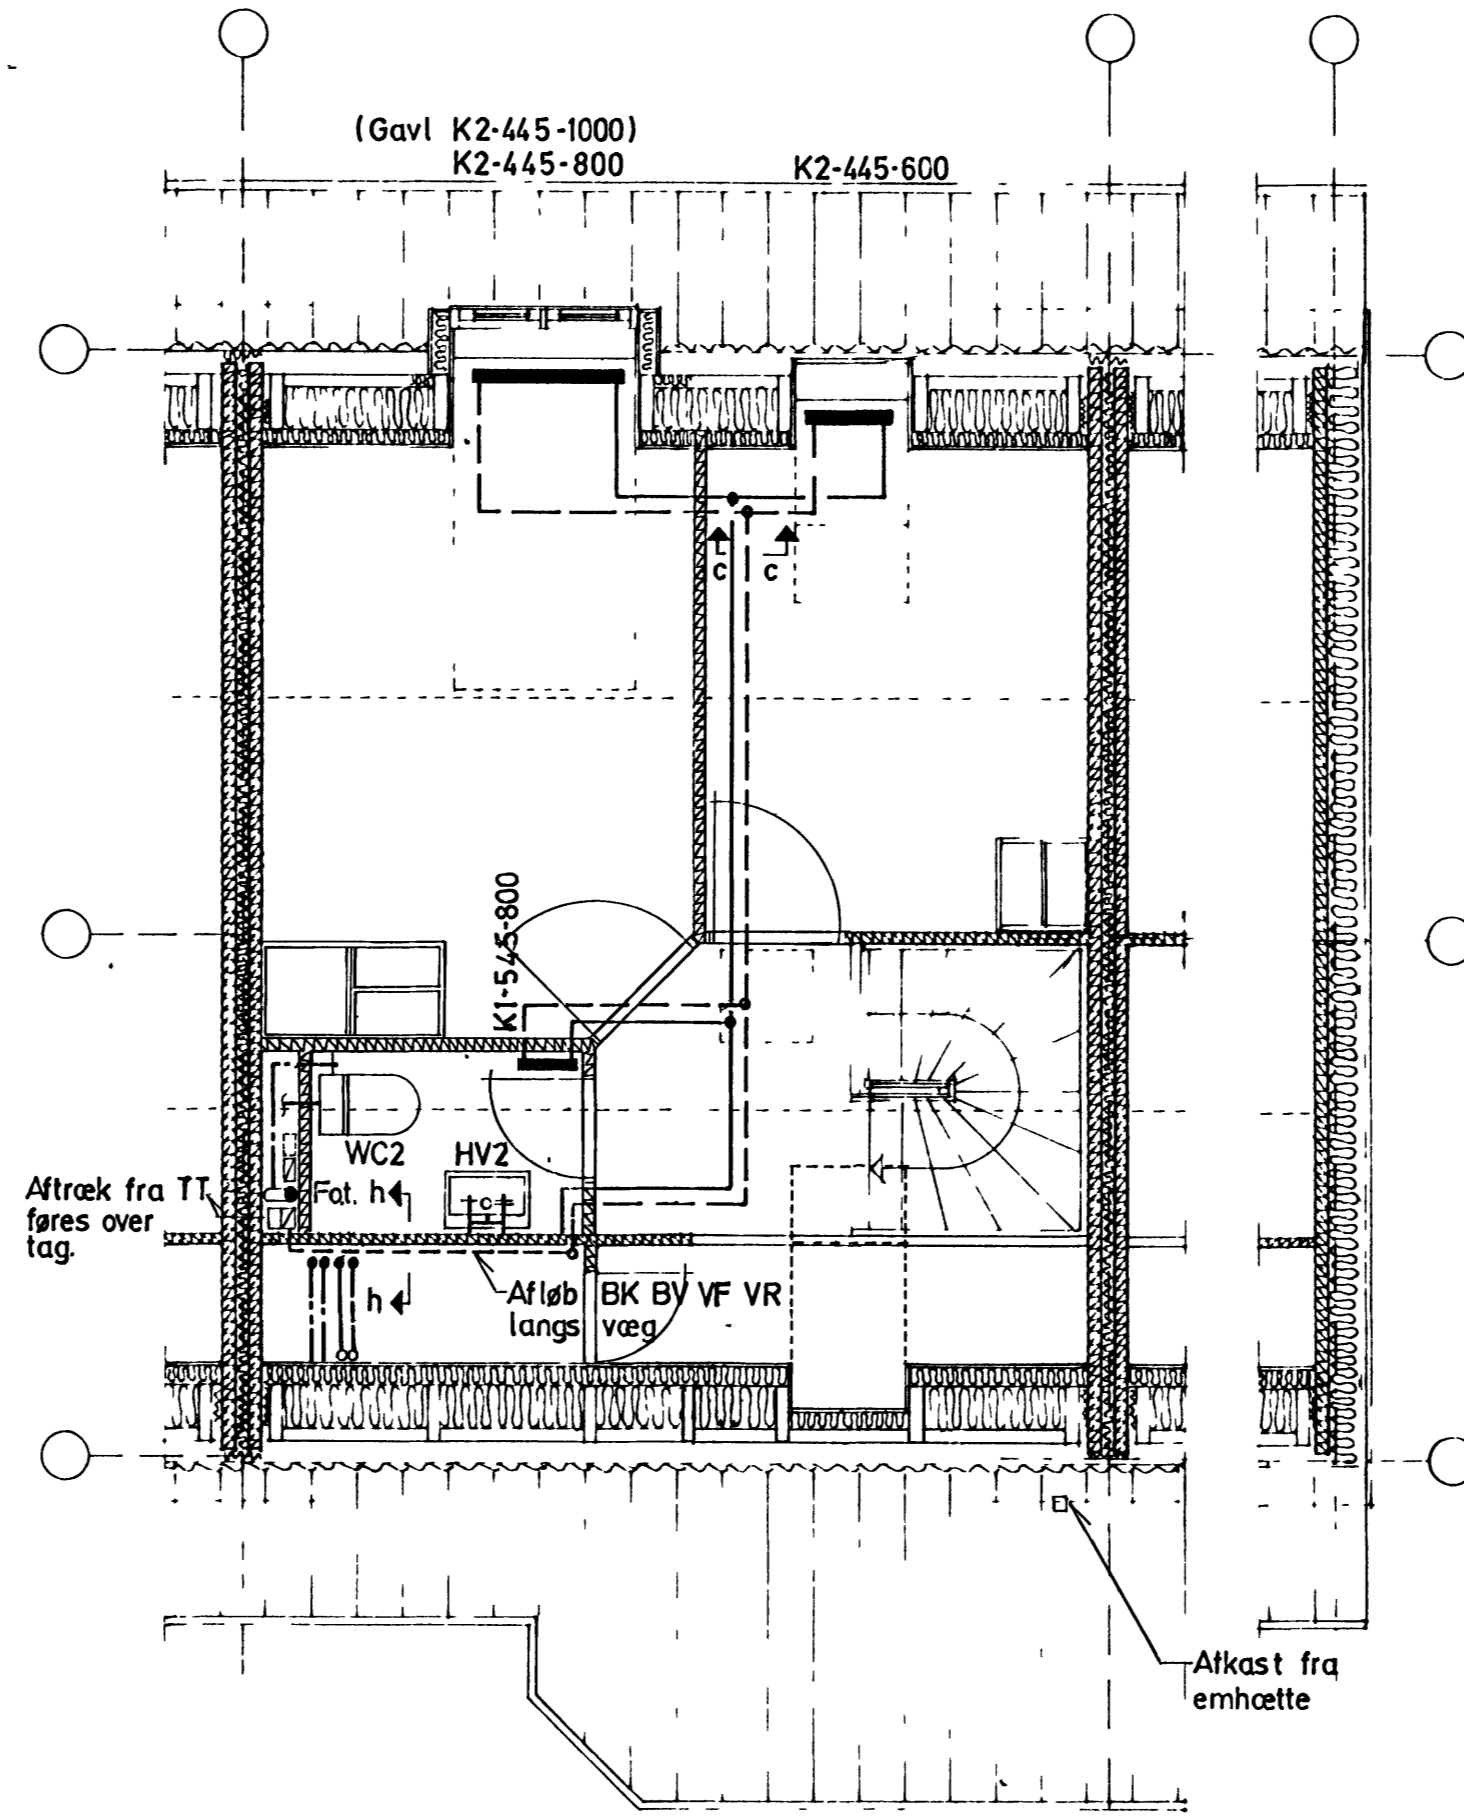 (Gavl K2-445-1000)
K2-445-800
K2-445-600
c c
K1-545-800
WC2
HV2
Aftræk fra TT
føres over
tag.
Fa1. h
h
Afløb BK BV VF VR
langs væg
Afkast fra
emhætte